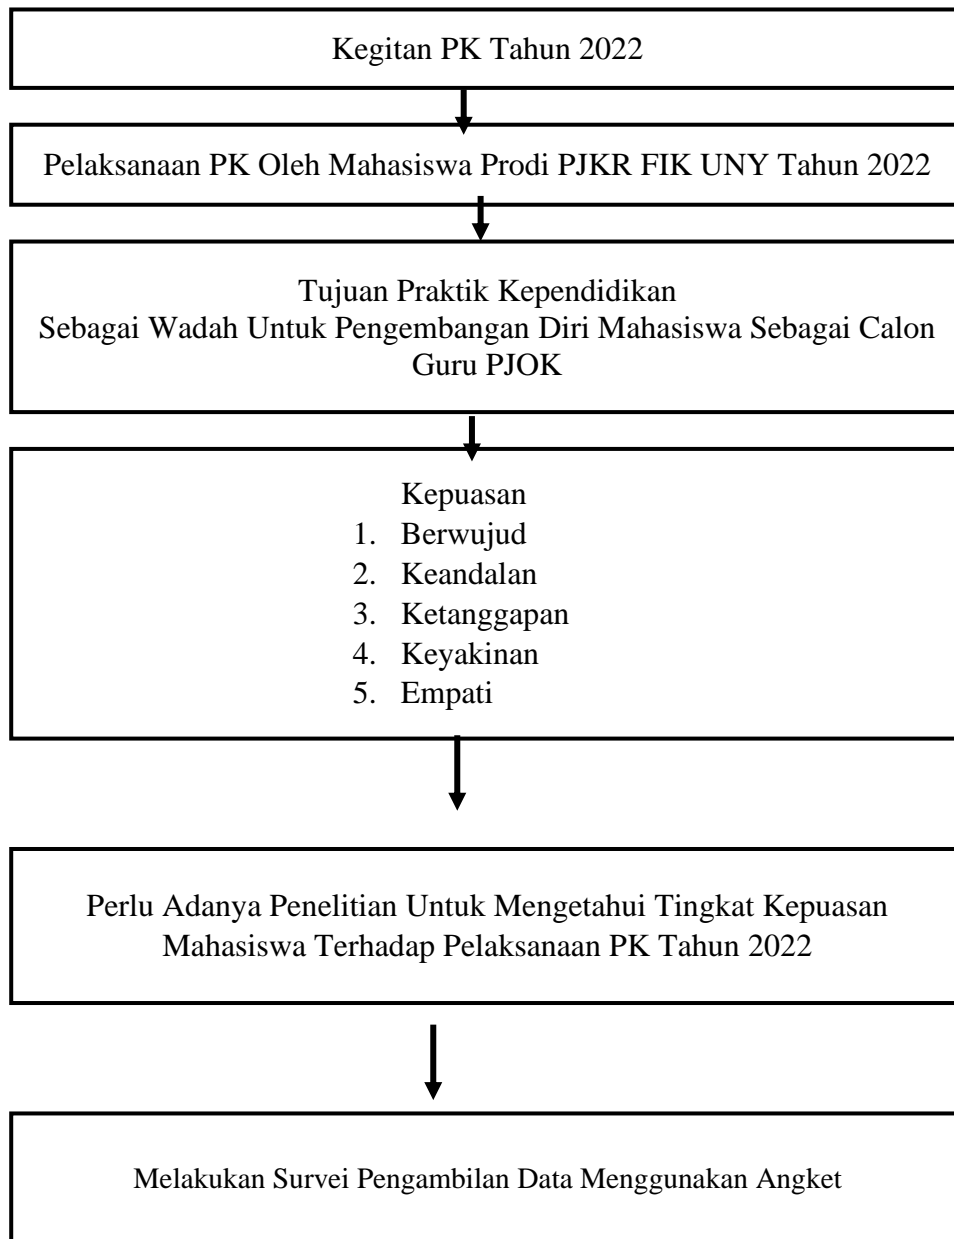 Kegitan PK Tahun 2022
Pelaksanaan PK Oleh Mahasiswa Prodi PJKR FIK UNY Tahun 2022
Tujuan Praktik Kependidikan
Sebagai Wadah Untuk Pengembangan Diri Mahasiswa Sebagai Calon
Guru PJOK
Kepuasan
1. Berwujud
2. Keandalan
3. Ketanggapan
4. Keyakinan
5. Empati
Perlu Adanya Penelitian Untuk Mengetahui Tingkat Kepuasan
Mahasiswa Terhadap Pelaksanaan PK Tahun 2022
Melakukan Survei Pengambilan Data Menggunakan Angket